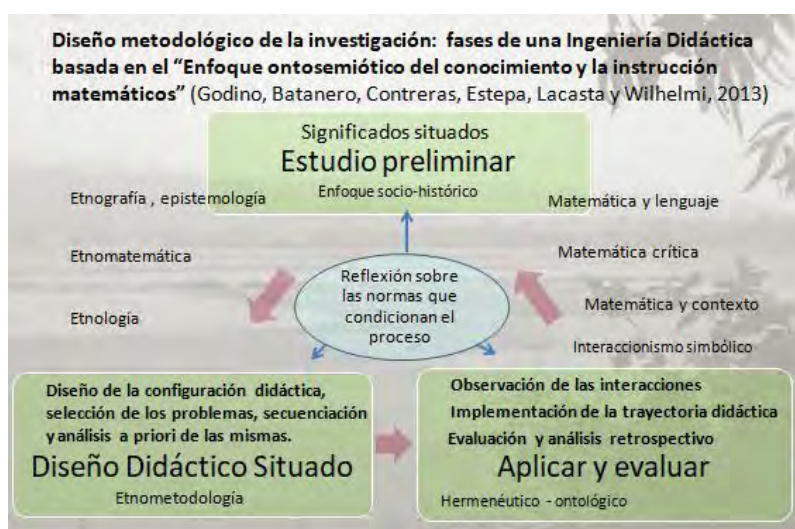 Diseño metodológico de la investigación: fases de una Ingeniería Didáctica
basada en el “Enfoque ontosemiótico del conocimiento y la instrucción
matemáticos” (Godino, Batanero, Contreras, Estepa, Lacasta y Wilhelmi, 2013)
Significados situados
Estudio preliminar
Enfoque socio-histórico
Etnografía , epistemología
Etnomatemática
Etnología
Matemática y lenguaje
Matemática crítica
Matemática y contexto
Interaccionismo simbólico
Reflexión sobre
las normas que
condicionan el
proceso
Diseño de la configuración didáctica,
selección de los problemas, secuenciación
y análisis a priori de las mismas.
Diseño Didáctico Situado
Etnometodología
Observación de las interacciones
Implementación de la trayectoria didáctica
Evaluación y análisis retrospectivo
Aplicar y evaluar
Hermenéutico - ontológico